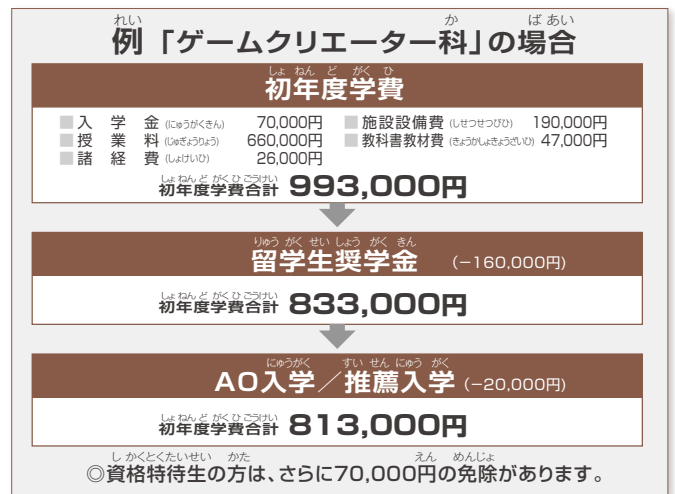 れい か ばあい
例「ゲームクリエーター科」の場合
しょ ねん ど がく ひ
初年度学費
■入学金(にゅうがくきん) 70,000円 ■施設設備費(しせつせつびひ) 190,000円
■授業料(じゅぎょうりょう) 660,000円 ■教科書教材費(きょうかしょきょうざいひ) 47,000円
■諸経費(しょけいひ) 26,000円
しょねんどがくひごうけい
初年度学費合計 993,000円
りゅう がく せい しょう がく きん
留学生奨学金 (−160,000円)
しょねんどがくひごうけい
初年度学費合計 833,000円
にゅうがく すい せん にゅう がく
AO入学／推薦入学 (−20,000円)
しょねんどがくひごうけい
初年度学費合計 813,000円
しかくとくたいせい かた えん めんじょ
◎資格特待生の方は、さらに70,000円の免除があります。